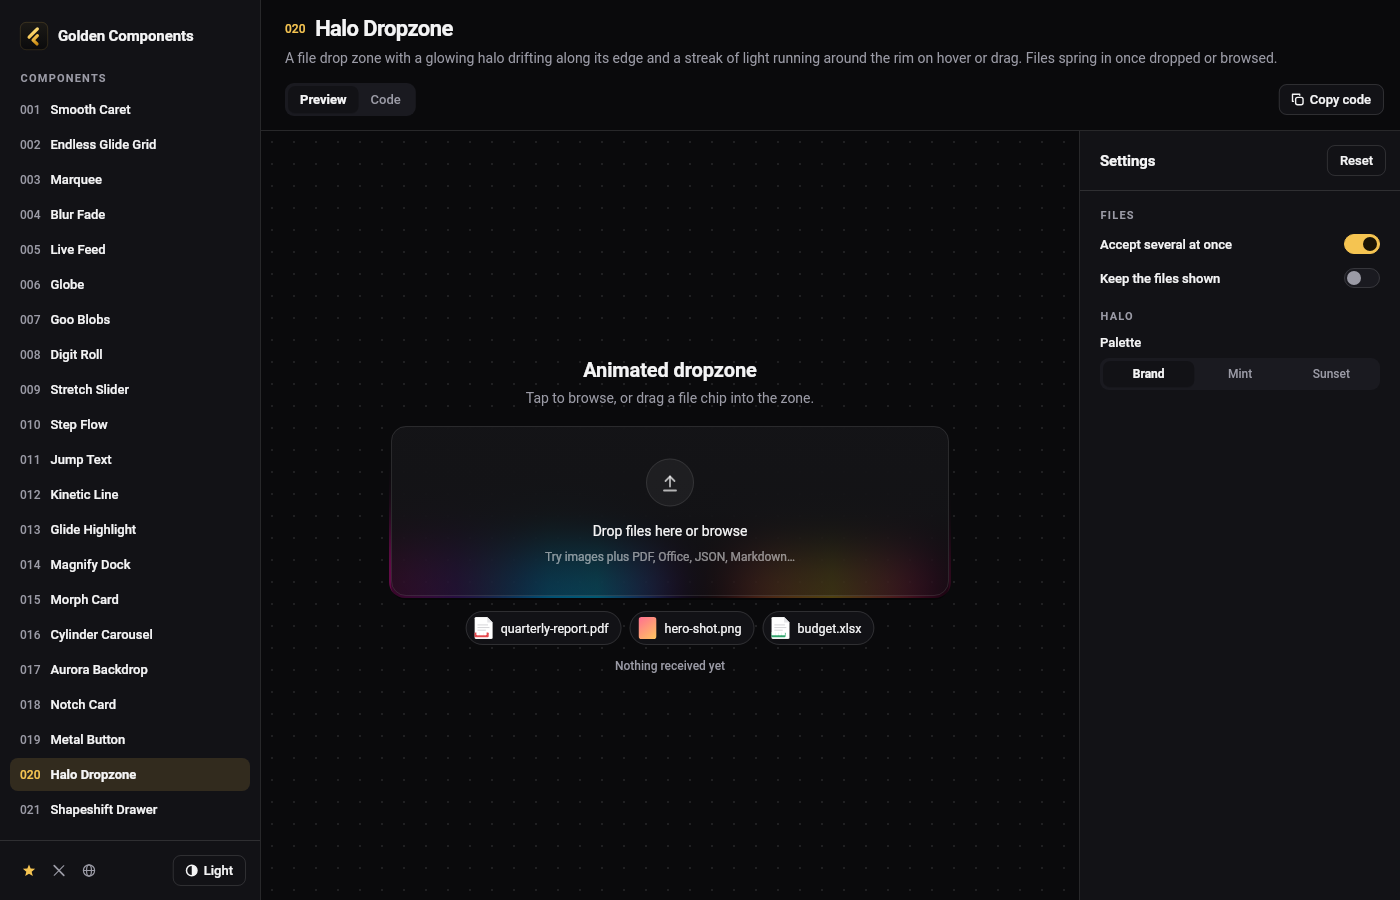 Golden Components
COMPONENTS
001 Smooth Caret
002 Endless Glide Grid
003 Marquee
004 Blur Fade
005 Live Feed
006 Globe
007 Goo Blobs
008 Digit Roll
009 Stretch Slider
010 Step Flow
011 Jump Text
012 Kinetic Line
013 Glide Highlight
014 Magnify Dock
015 Morph Card
016 Cylinder Carousel
017 Aurora Backdrop
018 Notch Card
019 Metal Button
020 Halo Dropzone
021 Shapeshift Drawer
Light
020 Halo Dropzone
A file drop zone with a glowing halo drifting along its edge and a streak of light running around the rim on hover or drag. Files spring in once dropped or browsed.
Preview Code
Copy code
Animated dropzone
Tap to browse, or drag a file chip into the zone.
Drop files here or browse
Try images plus PDF, Office, JSON, Markdown...
quarterly-report.pdf hero-shot.png budget.xlsx
Nothing received yet
Settings
Reset
FILES
Accept several at once
Keep the files shown
HALO
Palette
Brand Mint Sunset